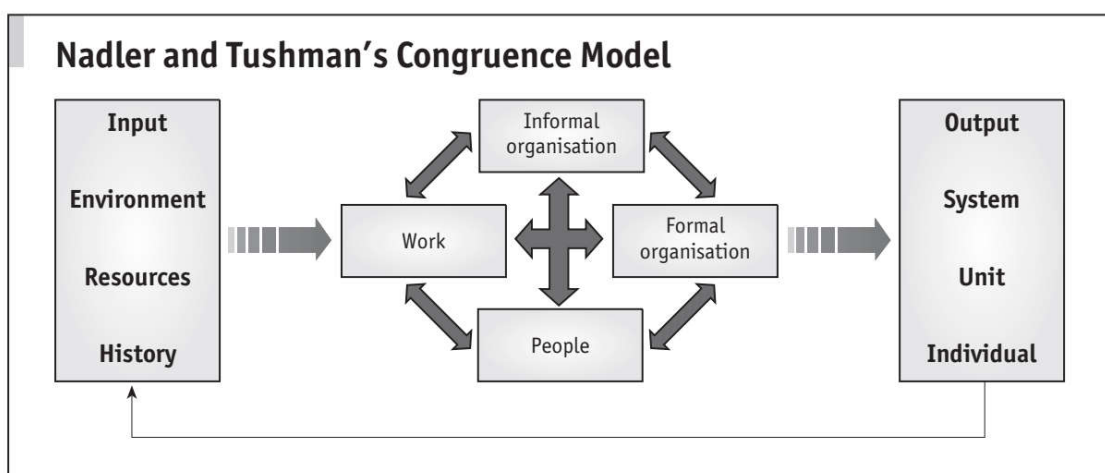 Nadler and Tushman's Congruence Model
Input
Environment
Resources
History
Informal
organisation
Work
Formal
organisation
People
Output
System
Unit
Individual